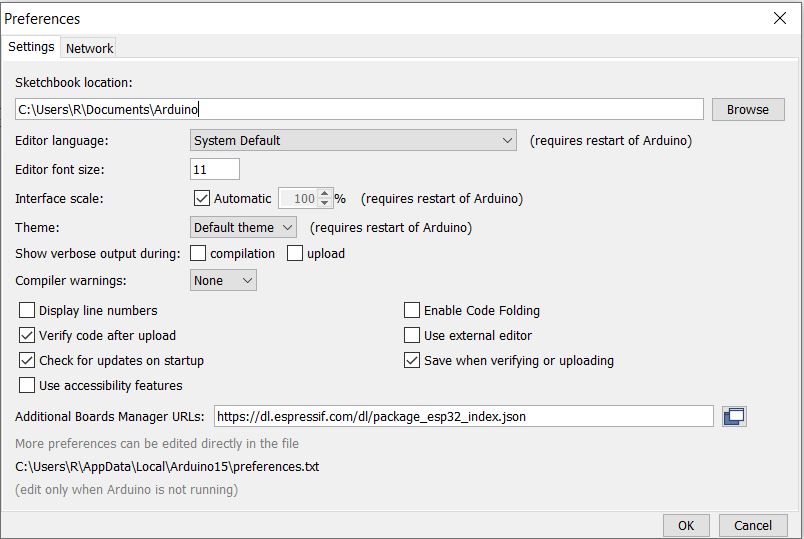 Preferences
Settings Network
Sketchbook location:
C:\Users\R\Documents\Arduino Browse
Editor language: System Default (requires restart of Arduino)
Editor font size: 11
Interface scale: Automatic 100 % (requires restart of Arduino)
Theme: Default theme (requires restart of Arduino)
Show verbose output during: compilation upload
Compiler warnings: None
Display line numbers Enable Code Folding
Verify code after upload Use external editor
Check for updates on startup Save when verifying or uploading
Use accessibility features
Additional Boards Manager URLs: https://dl.espressif.com/dl/package_esp32_index.json
More preferences can be edited directly in the file
C:\Users\R\AppData\Local\Arduino15\preferences.txt
(edit only when Arduino is not running)
OK Cancel